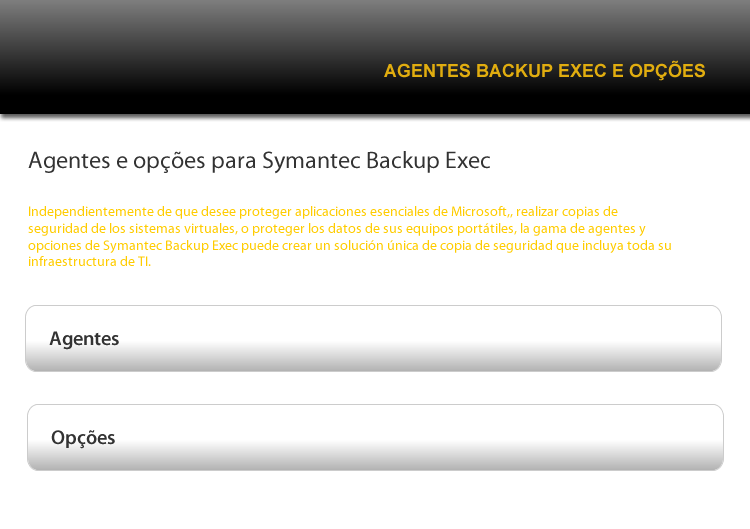 AGENTES BACKUP EXEC E OPÇÕES
Agentes e opções para Symantec Backup Exec
Independientemente de que desee proteger aplicaciones esenciales de Microsoft,, realizar copias de
seguridad de los sistemas virtuales, o proteger los datos de sus equipos portátiles, la gama de agentes y
opciones de Symantec Backup Exec puede crear un solución única de copia de seguridad que incluya toda su
infraestructura de TI.
Agentes
Opções